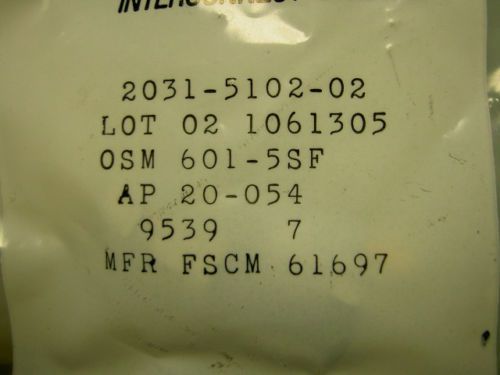 2031-5102-02
LOT 02 1061305
OSM 601-5SF
AP 20-054
9539 7
MFR FSCM 61697